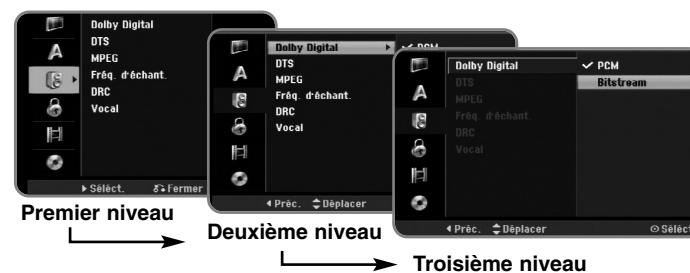 Dolby Digital
DTS
MPEG
Fréq. d'échant.
DRC
Vocal
Séléct. Fermer
Premier niveau
Dolby Digital
DTS
MPEG
Fréq. d'échant.
DRC
Vocal
PCM
Préc. Déplacer
Deuxième niveau
Dolby Digital
DTS
MPEG
Fréq. d'échant.
DRC
Vocal
PCM
Bitstream
Préc. Déplacer Séléct
Troisième niveau